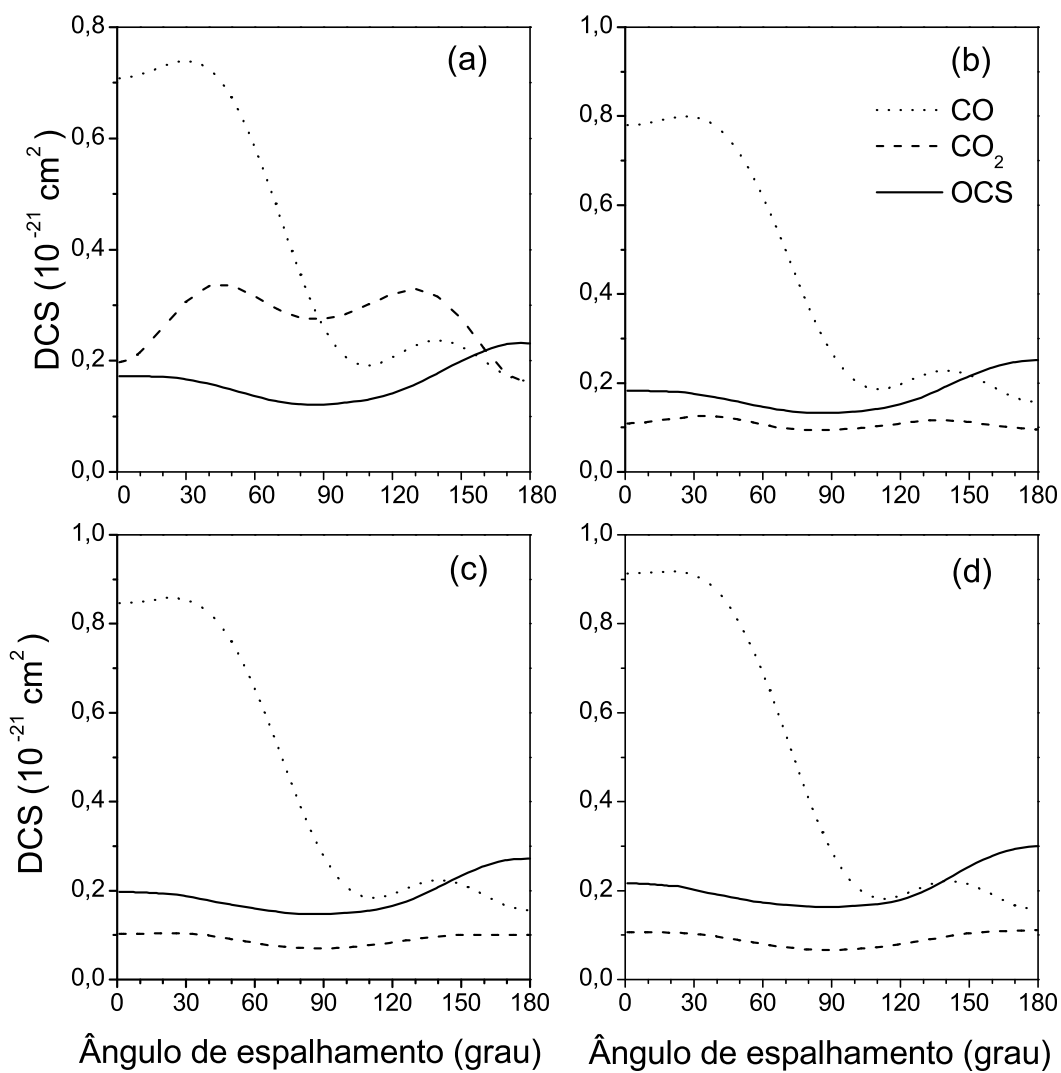 0,8
0,6
0,4
0,2
0,0
DCS (10⁻²¹ cm²)
(a)
0 30 60 90 120 150 180
1,0
0,8
0,6
0,4
0,2
0,0
(b)
CO
CO₂
OCS
0 30 60 90 120 150 180
1,0
0,8
0,6
0,4
0,2
0,0
DCS (10⁻²¹ cm²)
(c)
0 30 60 90 120 150 180
Ângulo de espalhamento (grau)
1,0
0,8
0,6
0,4
0,2
0,0
(d)
0 30 60 90 120 150 180
Ângulo de espalhamento (grau)